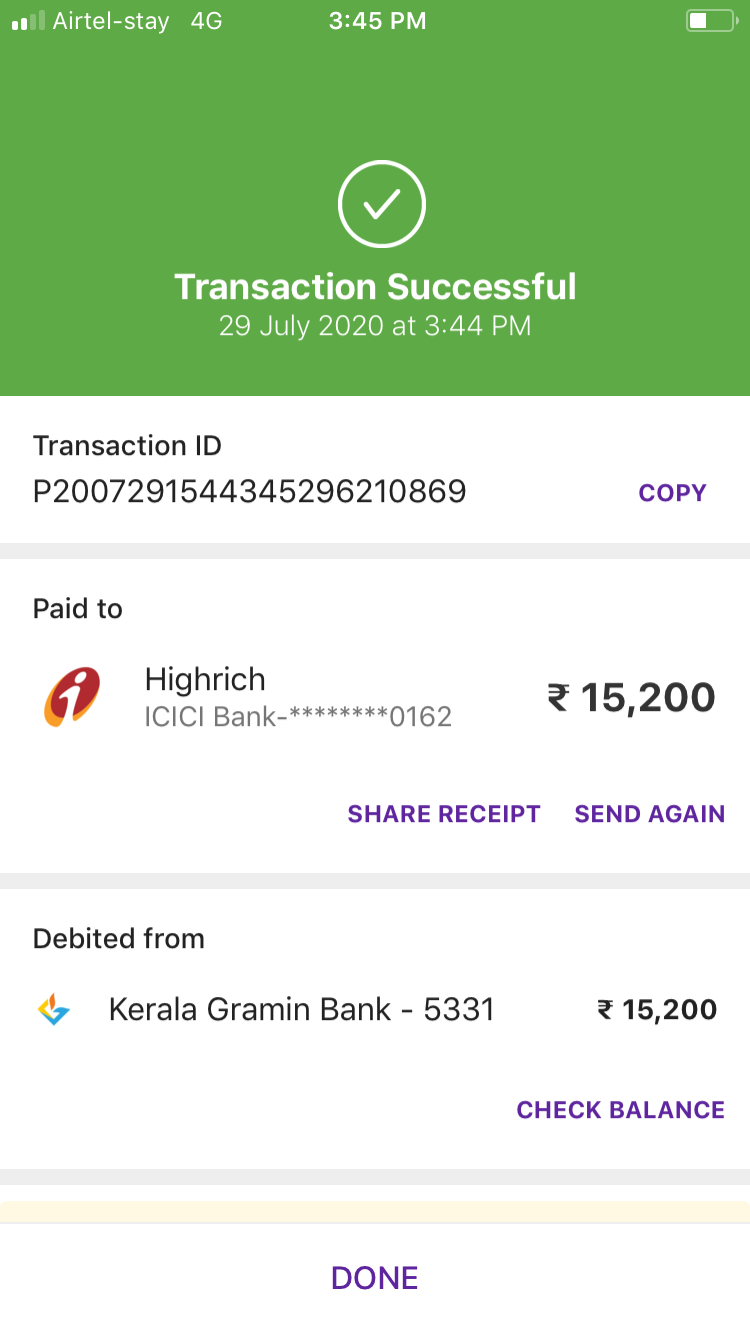 Airtel-stay 4G 3:45 PM
Transaction Successful
29 July 2020 at 3:44 PM
Transaction ID
P2007291544345296210869 COPY
Paid to
Highrich
ICICI Bank-********0162
₹ 15,200
SHARE RECEIPT SEND AGAIN
Debited from
Kerala Gramin Bank - 5331 ₹ 15,200
CHECK BALANCE
DONE